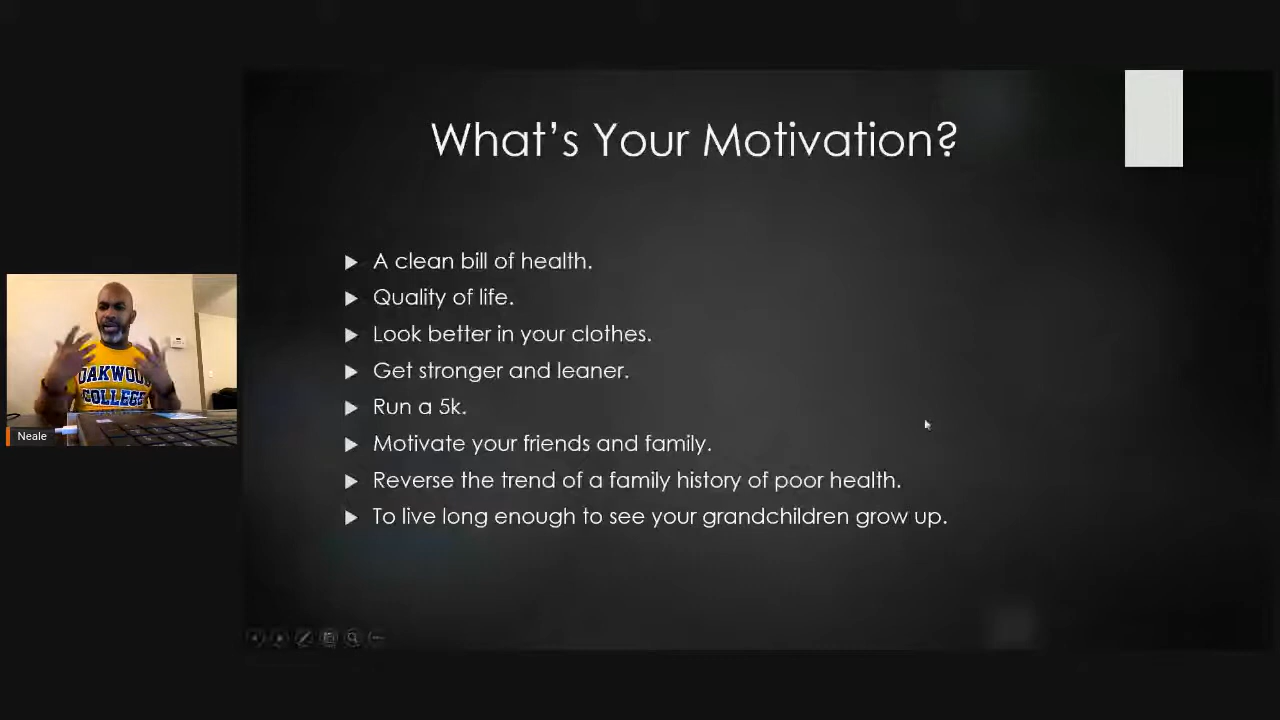 What's Your Motivation?
A clean bill of health.
Quality of life.
Look better in your clothes.
Get stronger and leaner.
Run a 5k.
Motivate your friends and family.
Reverse the trend of a family history of poor health.
To live long enough to see your grandchildren grow up.
OAKWOOD
COLLEGE
Neale